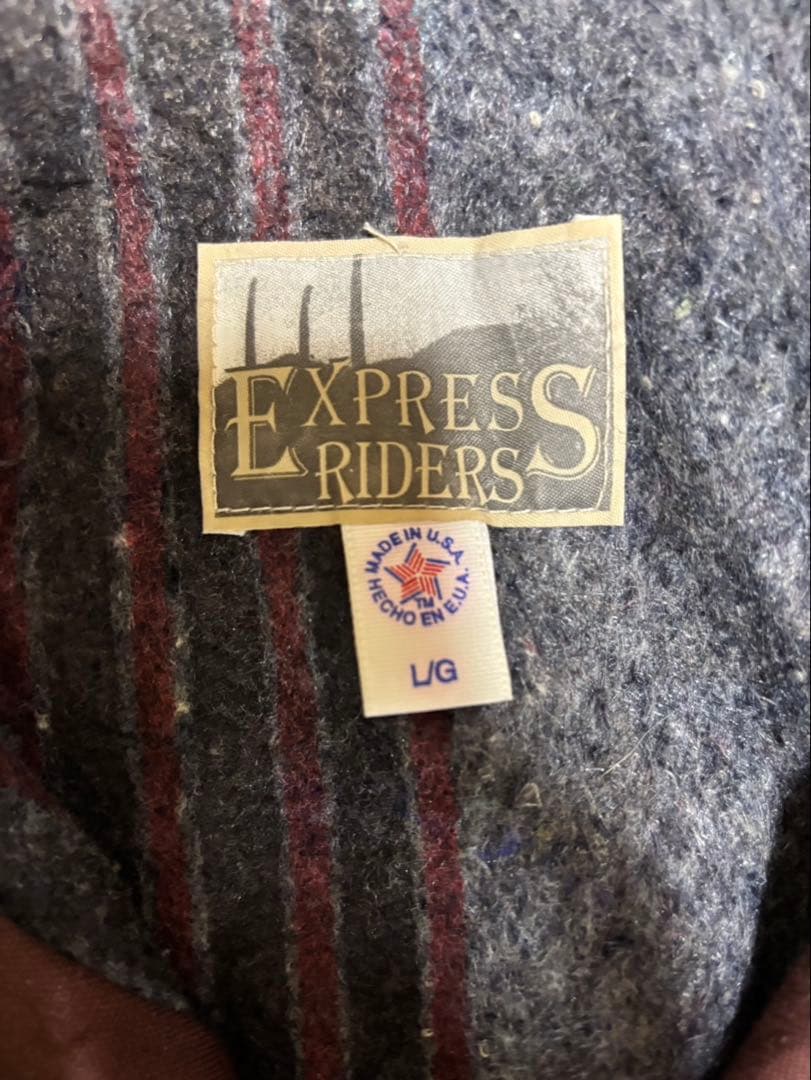 EXPRESS
RIDERS
MADE IN U.S.A.
TM
HECHO EN E.U.A.
L/G